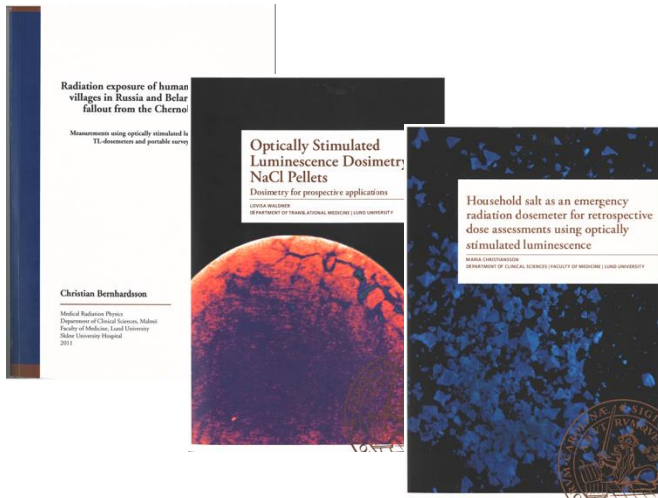 Radiation exposure of human
villages in Russia and Belar
fallout from the Chernob
Measurements using optically stimulated lu
TL-dosemeters and portable survey
Christian Bernhardsson
Medical Radiation Physics
Department of Clinical Sciences, Malmö
Faculty of Medicine, Lund University
Skåne University Hospital
2011
Optically Stimulated
Luminescence Dosimetry
NaCl Pellets
Dosimetry for prospective applications
LOVISA WALDNER
DEPARTMENT OF TRANSLATIONAL MEDICINE | LUND UNIVERSITY
Household salt as an emergency
radiation dosemeter for retrospective
dose assessments using optically
stimulated luminescence
MARIA CHRISTIANSSON
DEPARTMENT OF CLINICAL SCIENCES | FACULTY OF MEDICINE | LUND UNIVERSITY